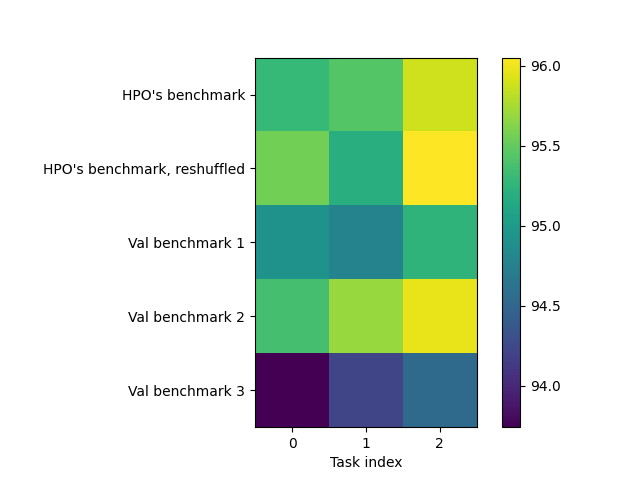 HPO's benchmark
HPO's benchmark, reshuffled
Val benchmark 1
Val benchmark 2
Val benchmark 3
0 1 2
Task index
96.0
95.5
95.0
94.5
94.0